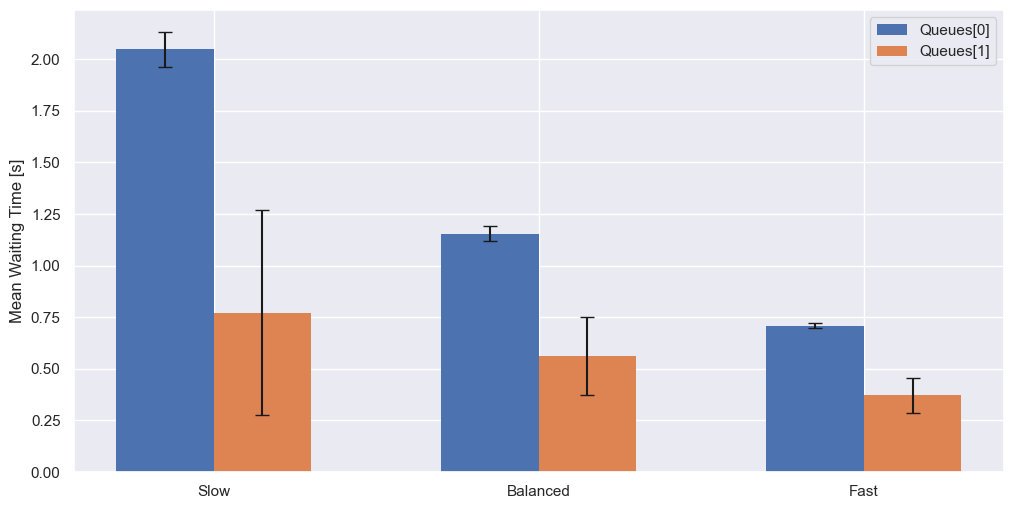 Queues[0]
Queues[1]
Mean Waiting Time [s]
2.00
1.75
1.50
1.25
1.00
0.75
0.50
0.25
0.00
Slow
Balanced
Fast